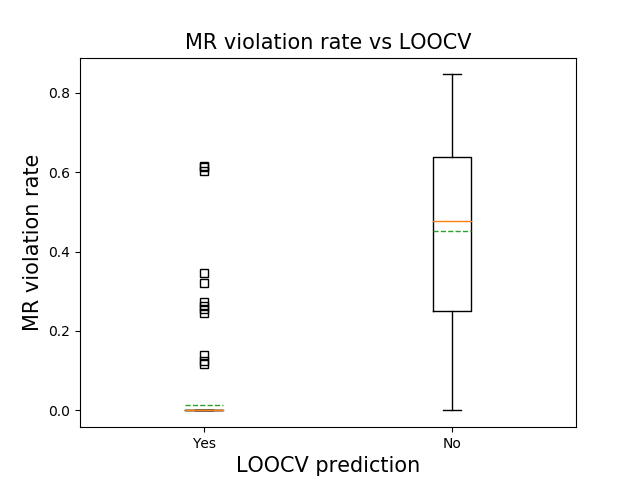 MR violation rate vs LOOCV
MR violation rate
0.8
0.6
0.4
0.2
0.0
Yes
No
LOOCV prediction